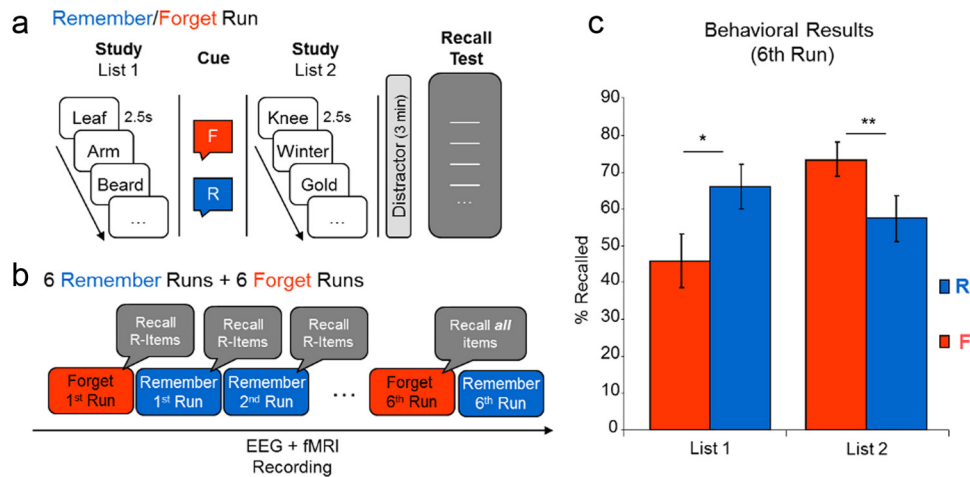 a
Remember/Forget Run
Study
List 1
Cue
Study
List 2
Recall
Test
Leaf
2.5s
Arm
Beard
...
F
R
Knee
2.5s
Winter
Gold
...
Distractor (3 min)
...
b
6 Remember Runs + 6 Forget Runs
Recall
R-Items
Recall
R-Items
Recall
R-Items
Recall all
items
Forget
1st Run
Remember
1st Run
Remember
2nd Run
...
Forget
6th Run
Remember
6th Run
EEG + fMRI
Recording
c
Behavioral Results
(6th Run)
% Recalled
90
80
70
60
50
40
30
20
10
0
*
**
List 1
List 2
R
F